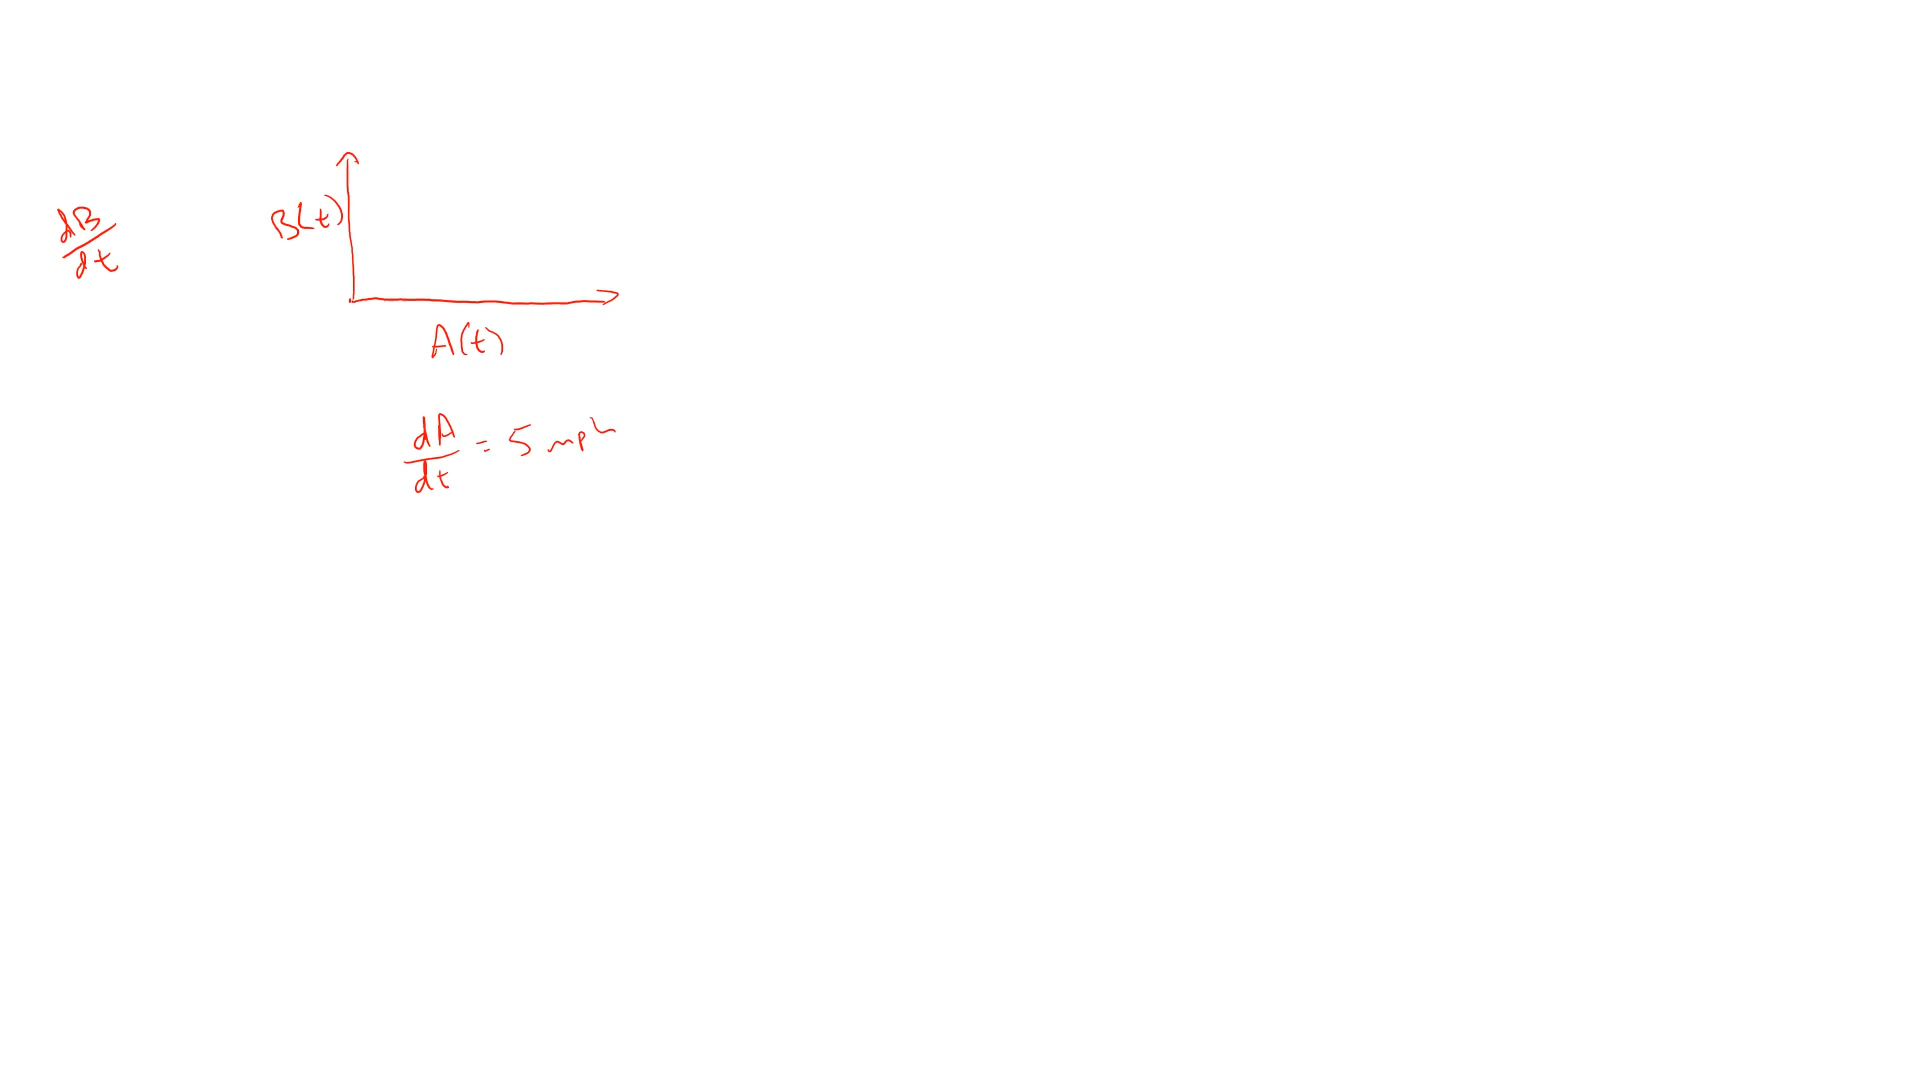 dB/dt
B(t)
A(t)
dA/dt = 5 mph